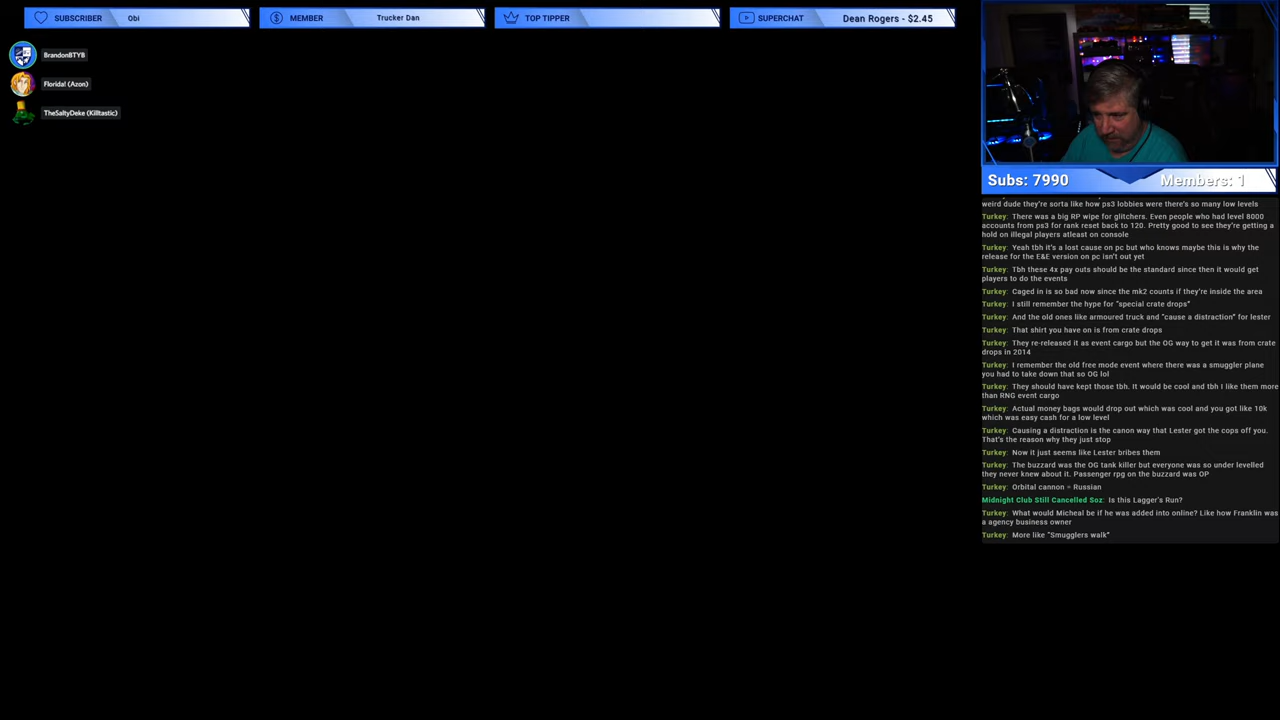 SUBSCRIBER Obi
MEMBER Trucker Dan
TOP TIPPER
SUPERCHAT Dean Rogers - $2.45
BrandonBTYB
Florida! (Azon)
TheSaltyDeke (Killtastic)
Subs: 7990 Members: 1
weird dude they're sorta like how ps3 lobbies were there's so many low levels
Turkey: There was a big RP wipe for glitchers. Even people who had level 8000
accounts from ps3 for rank reset back to 120. Pretty good to see they're getting a
hold on illegal players atleast on console
Turkey: Yeah tbh it's a lost cause on pc but who knows maybe this is why the
release for the E&E version on pc isn't out yet
Turkey: Tbh these 4x pay outs should be the standard since then it would get
players to do the events
Turkey: Caged in is so bad now since the mk2 counts if they're inside the area
Turkey: I still remember the hype for "special crate drops"
Turkey: And the old ones like armoured truck and "cause a distraction" for lester
Turkey: That shirt you have on is from crate drops
Turkey: They re-released it as event cargo but the OG way to get it was from crate
drops in 2014
Turkey: I remember the old free mode event where there was a smuggler plane
you had to take down that so OG lol
Turkey: They should have kept those tbh. It would be cool and tbh I like them more
than RNG event cargo
Turkey: Actual money bags would drop out which was cool and you got like 10k
which was easy cash for a low level
Turkey: Causing a distraction is the canon way that Lester got the cops off you.
That's the reason why they just stop
Turkey: Now it just seems like Lester bribes them
Turkey: The buzzard was the OG tank killer but everyone was so under levelled
they never knew about it. Passenger rpg on the buzzard was OP
Turkey: Orbital cannon = Russian
Midnight Club Still Cancelled Soz: Is this Lagger's Run?
Turkey: What would Micheal be if he was added into online? Like how Franklin was
a agency business owner
Turkey: More like "Smugglers walk"